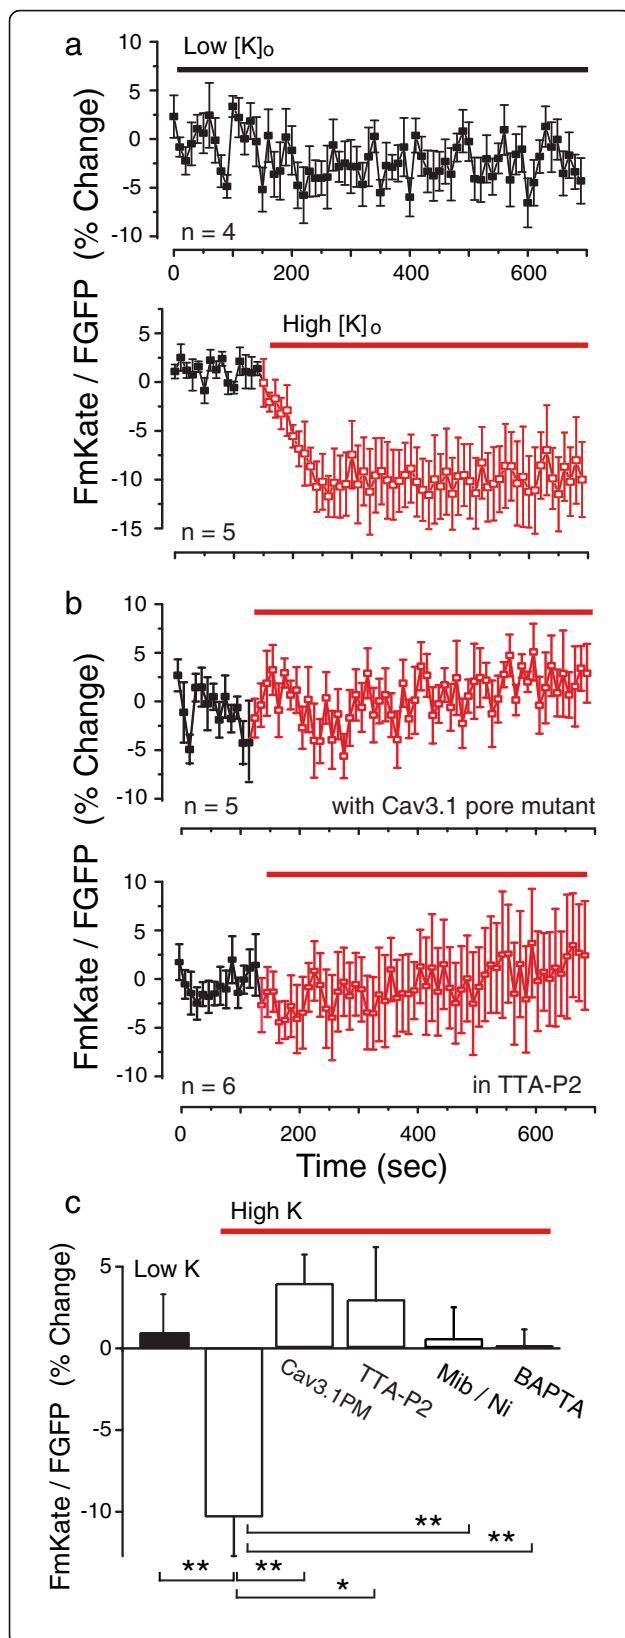 a
Low [K]o
10
5
0
-5
-10
n = 4
0 200 400 600
FmKate / FGFP (% Change)
High [K]o
5
0
-5
-10
-15
n = 5
b
10
5
0
-5
-10
n = 5 with Cav3.1 pore mutant
FmKate / FGFP (% Change)
10
5
0
-5
-10
n = 6 in TTA-P2
0 200 400 600
Time (sec)
c
High K
Low K
FmKate / FGFP (% Change)
5
0
-5
-10
Cav3.1PM
TTA-P2
Mib / Ni
BAPTA
**
**
** **
*